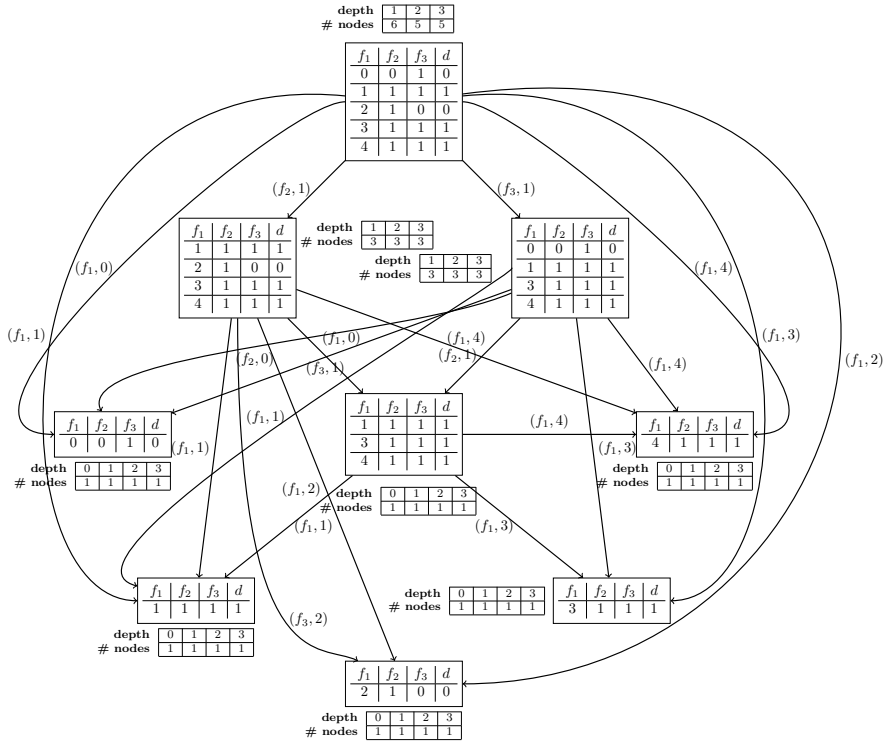 depth 1 2 3
# nodes 6 5 5
f1 f2 f3 d
0 0 1 0
1 1 1 1
2 1 0 0
3 1 1 1
4 1 1 1
(f2, 1)
(f3, 1)
f1 f2 f3 d
1 1 1 1
2 1 0 0
3 1 1 1
4 1 1 1
depth 1 2 3
# nodes 3 3 3
depth 1 2 3
# nodes 3 3 3
f1 f2 f3 d
0 0 1 0
1 1 1 1
3 1 1 1
4 1 1 1
(f1, 0)
(f1, 4)
(f1, 1)
(f1, 0)
(f1, 4)
(f1, 3)
(f2, 0)
(f3, 1)
(f2, 1)
(f1, 4)
(f1, 2)
f1 f2 f3 d
0 0 1 0
depth 0 1 2 3
# nodes 1 1 1 1
(f1, 1)
(f1, 1)
f1 f2 f3 d
1 1 1 1
3 1 1 1
4 1 1 1
depth 0 1 2 3
# nodes 1 1 1 1
(f1, 4)
(f1, 3)
f1 f2 f3 d
4 1 1 1
depth 0 1 2 3
# nodes 1 1 1 1
(f1, 2)
(f1, 1)
(f1, 3)
f1 f2 f3 d
1 1 1 1
depth 0 1 2 3
# nodes 1 1 1 1
(f3, 2)
depth 0 1 2 3
# nodes 1 1 1 1
f1 f2 f3 d
3 1 1 1
f1 f2 f3 d
2 1 0 0
depth 0 1 2 3
# nodes 1 1 1 1